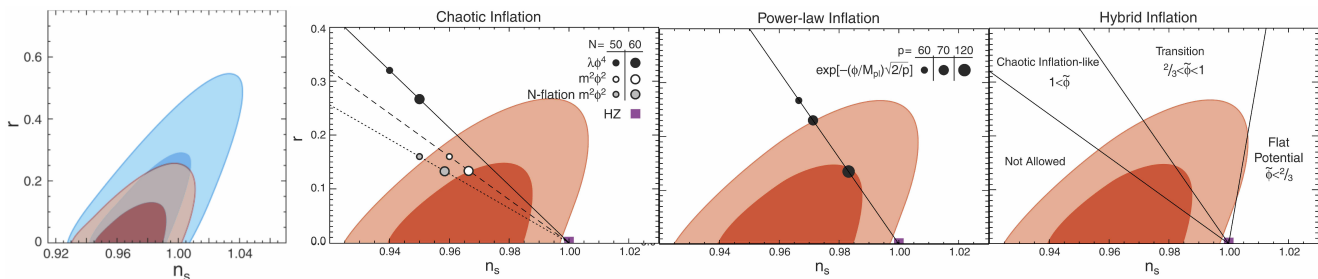 Chaotic Inflation
Power-law Inflation
Hybrid Inflation
0.6
0.4
0.2
0
r
0.92
0.96
1.00
1.04
n_s
0.4
0.3
0.2
0.1
0.0
r
N= 50 60
λϕ⁴
m²ϕ²
N-flation m²ϕ²
HZ
0.94
0.96
0.98
1.00
n_s
p= 60 70 120
exp[-(ϕ/M_pl)√2/p]
0.94
0.96
0.98
1.00
n_s
Chaotic Inflation-like
1<ϕ̃
Transition
2/3<ϕ̃<1
Not Allowed
Flat
Potential
ϕ̃<2/3
0.94
0.96
0.98
1.00
1.02
n_s